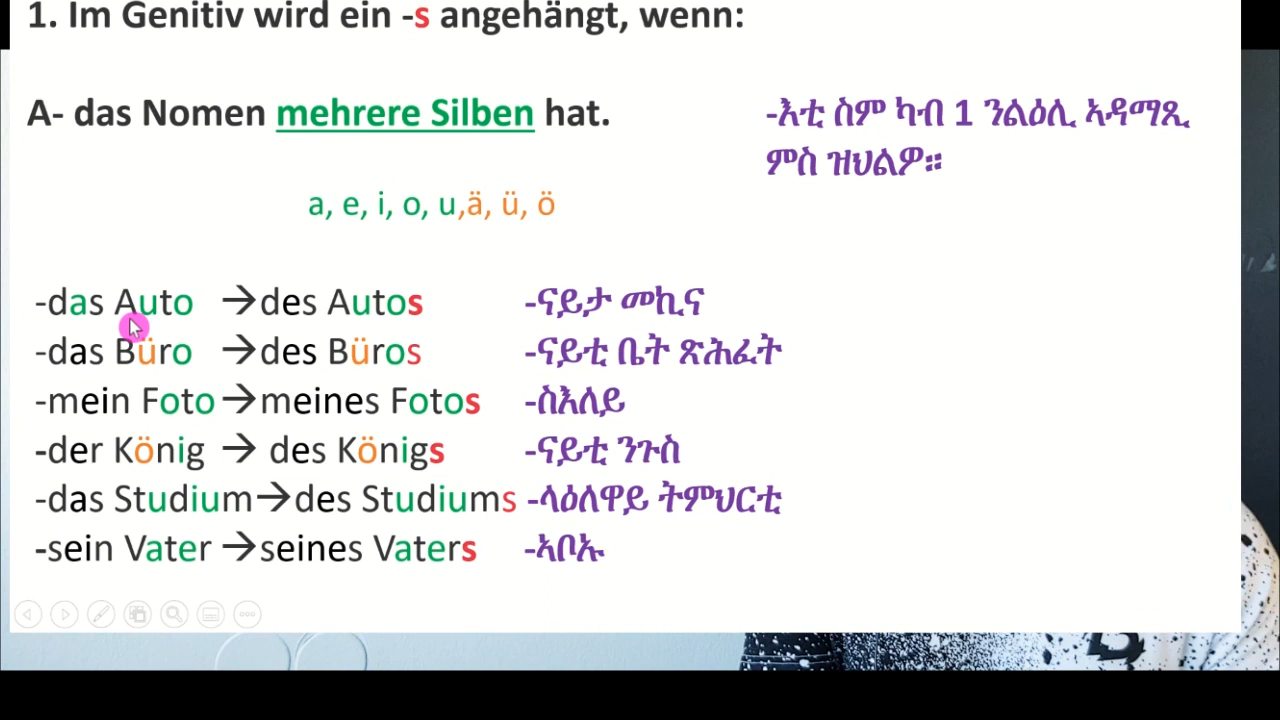 1. Im Genitiv wird ein -s angehängt, wenn:
A- das Nomen mehrere Silben hat.
-እቲ ስም ካብ 1 ንልዕሊ ኣዳማጺ
ምስ ዝህልዎ።
a, e, i, o, u,ä, ü, ö
-das Auto →des Autos -ናይታ መኪና
-das Büro →des Büros -ናይቲ ቤት ጽሕፈት
-mein Foto→meines Fotos -ስእለይ
-der König → des Königs -ናይቲ ንጉስ
-das Studium→des Studiums -ላዕለዋይ ትምህርቲ
-sein Vater →seines Vaters -ኣቦኡ